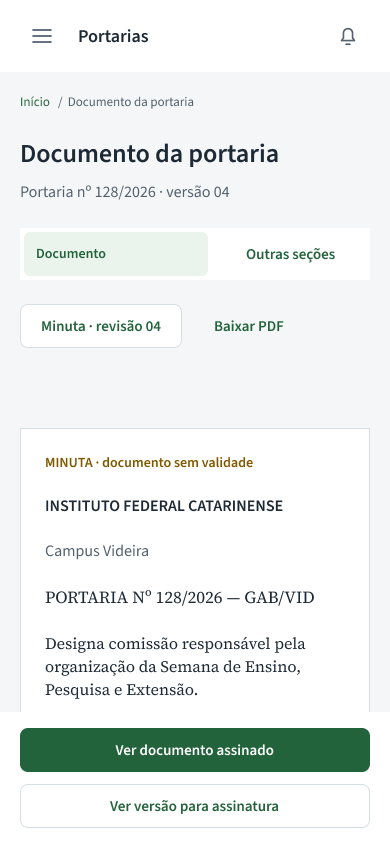 Portarias
Início / Documento da portaria
Documento da portaria
Portaria nº 128/2026 · versão 04
Documento
Outras seções
Minuta · revisão 04
Baixar PDF
MINUTA · documento sem validade
INSTITUTO FEDERAL CATARINENSE
Campus Videira
PORTARIA Nº 128/2026 — GAB/VID
Designa comissão responsável pela
organização da Semana de Ensino,
Pesquisa e Extensão.
Ver documento assinado
Ver versão para assinatura